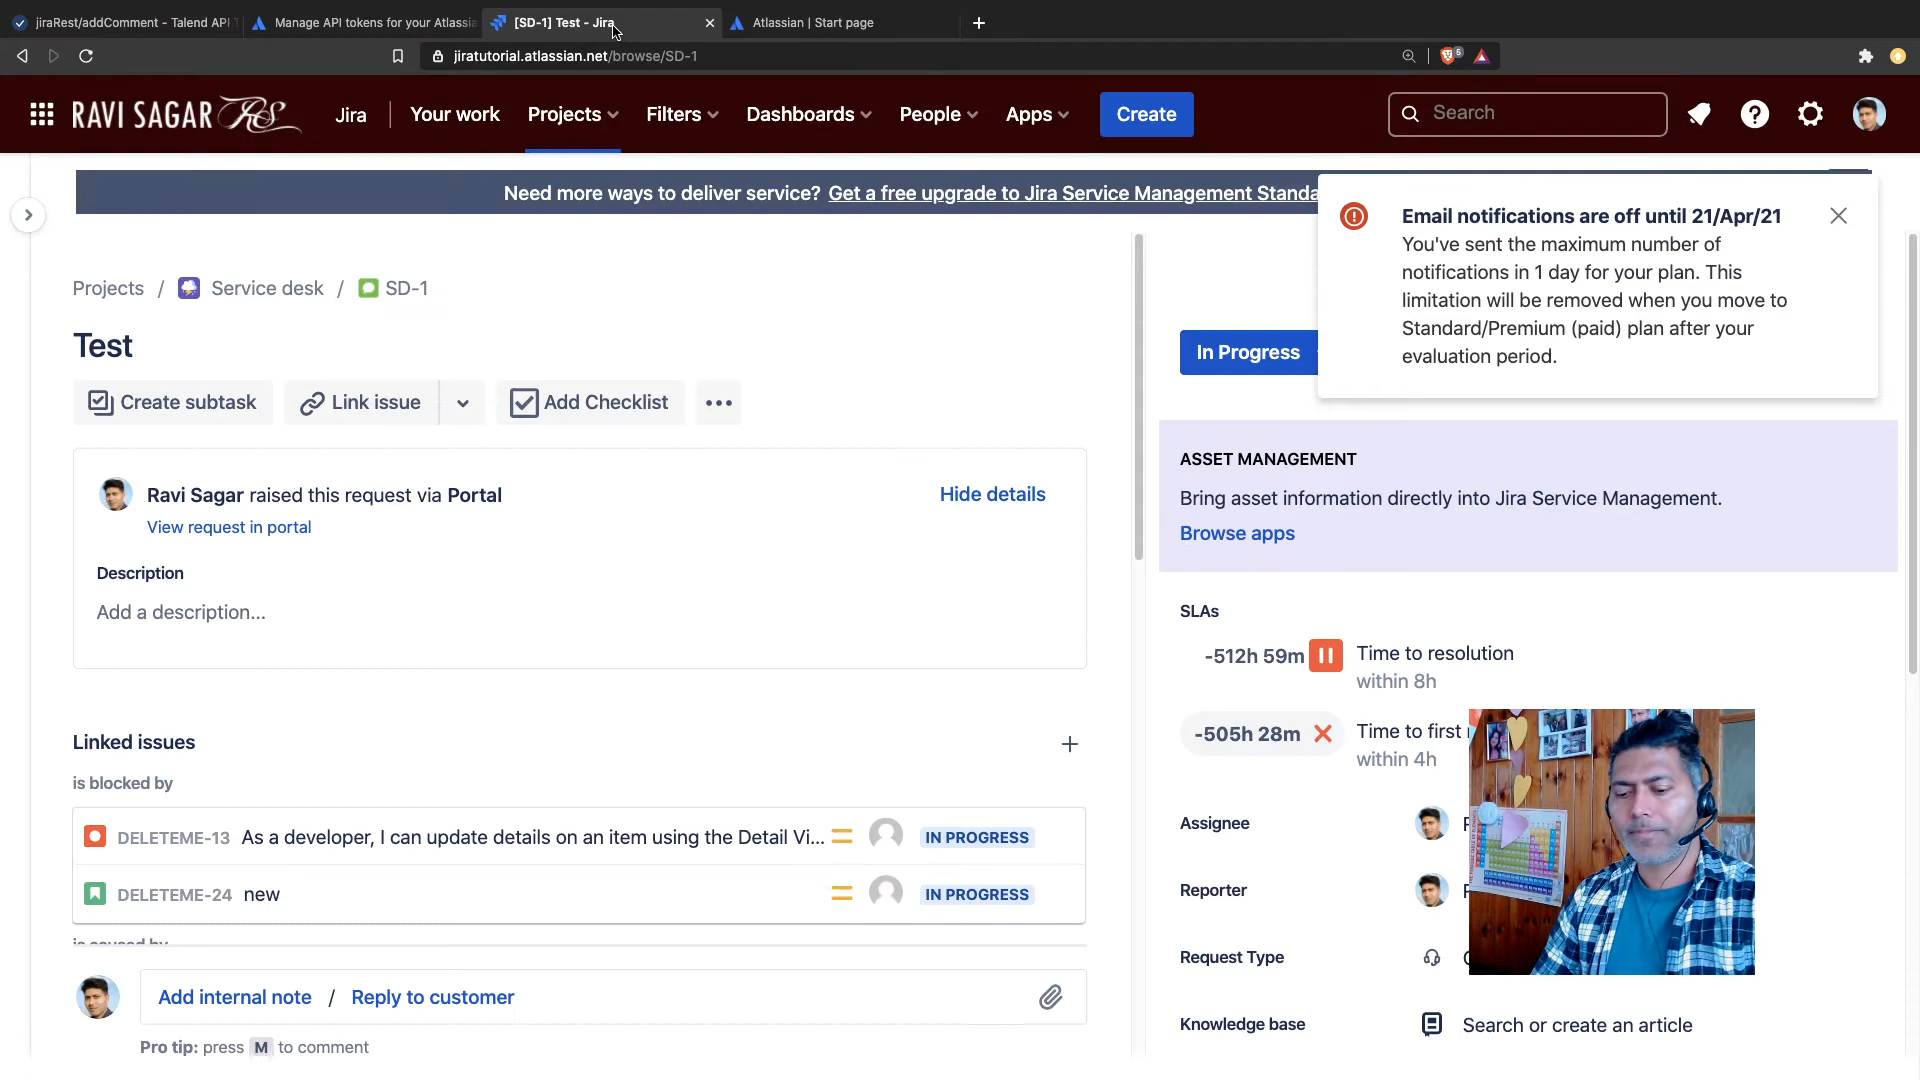 jiraRest/addComment - Talend API T
Manage API tokens for your Atlassia
[SD-1] Test - Jira
Atlassian | Start page
jiratutorial.atlassian.net/browse/SD-1
5
RAVI SAGAR RS
Jira
Your work
Projects
Filters
Dashboards
People
Apps
Create
Search
Need more ways to deliver service? Get a free upgrade to Jira Service Management Standa
Email notifications are off until 21/Apr/21
You've sent the maximum number of
notifications in 1 day for your plan. This
limitation will be removed when you move to
Standard/Premium (paid) plan after your
evaluation period.
Projects / Service desk / SD-1
Test
In Progress
Create subtask
Link issue
Add Checklist
Ravi Sagar raised this request via Portal
Hide details
View request in portal
Description
Add a description...
ASSET MANAGEMENT
Bring asset information directly into Jira Service Management.
Browse apps
SLAs
-512h 59m Time to resolution
within 8h
-505h 28m Time to first
within 4h
Linked issues
is blocked by
DELETEME-13 As a developer, I can update details on an item using the Detail Vi... IN PROGRESS
DELETEME-24 new IN PROGRESS
is caused by
Assignee
Reporter
Request Type
Knowledge base
Search or create an article
Add internal note / Reply to customer
Pro tip: press M to comment